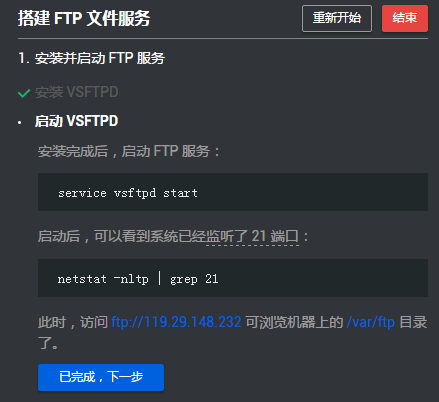 搭建 FTP 文件服务
重新开始
结束
1. 安装并启动 FTP 服务
安装 VSFTPD
启动 VSFTPD
安装完成后，启动 FTP 服务：
service vsftpd start
启动后，可以看到系统已经监听了 21 端口：
netstat -nltp | grep 21
此时，访问 ftp://119.29.148.232 可浏览机器上的 /var/ftp 目录
了。
已完成，下一步